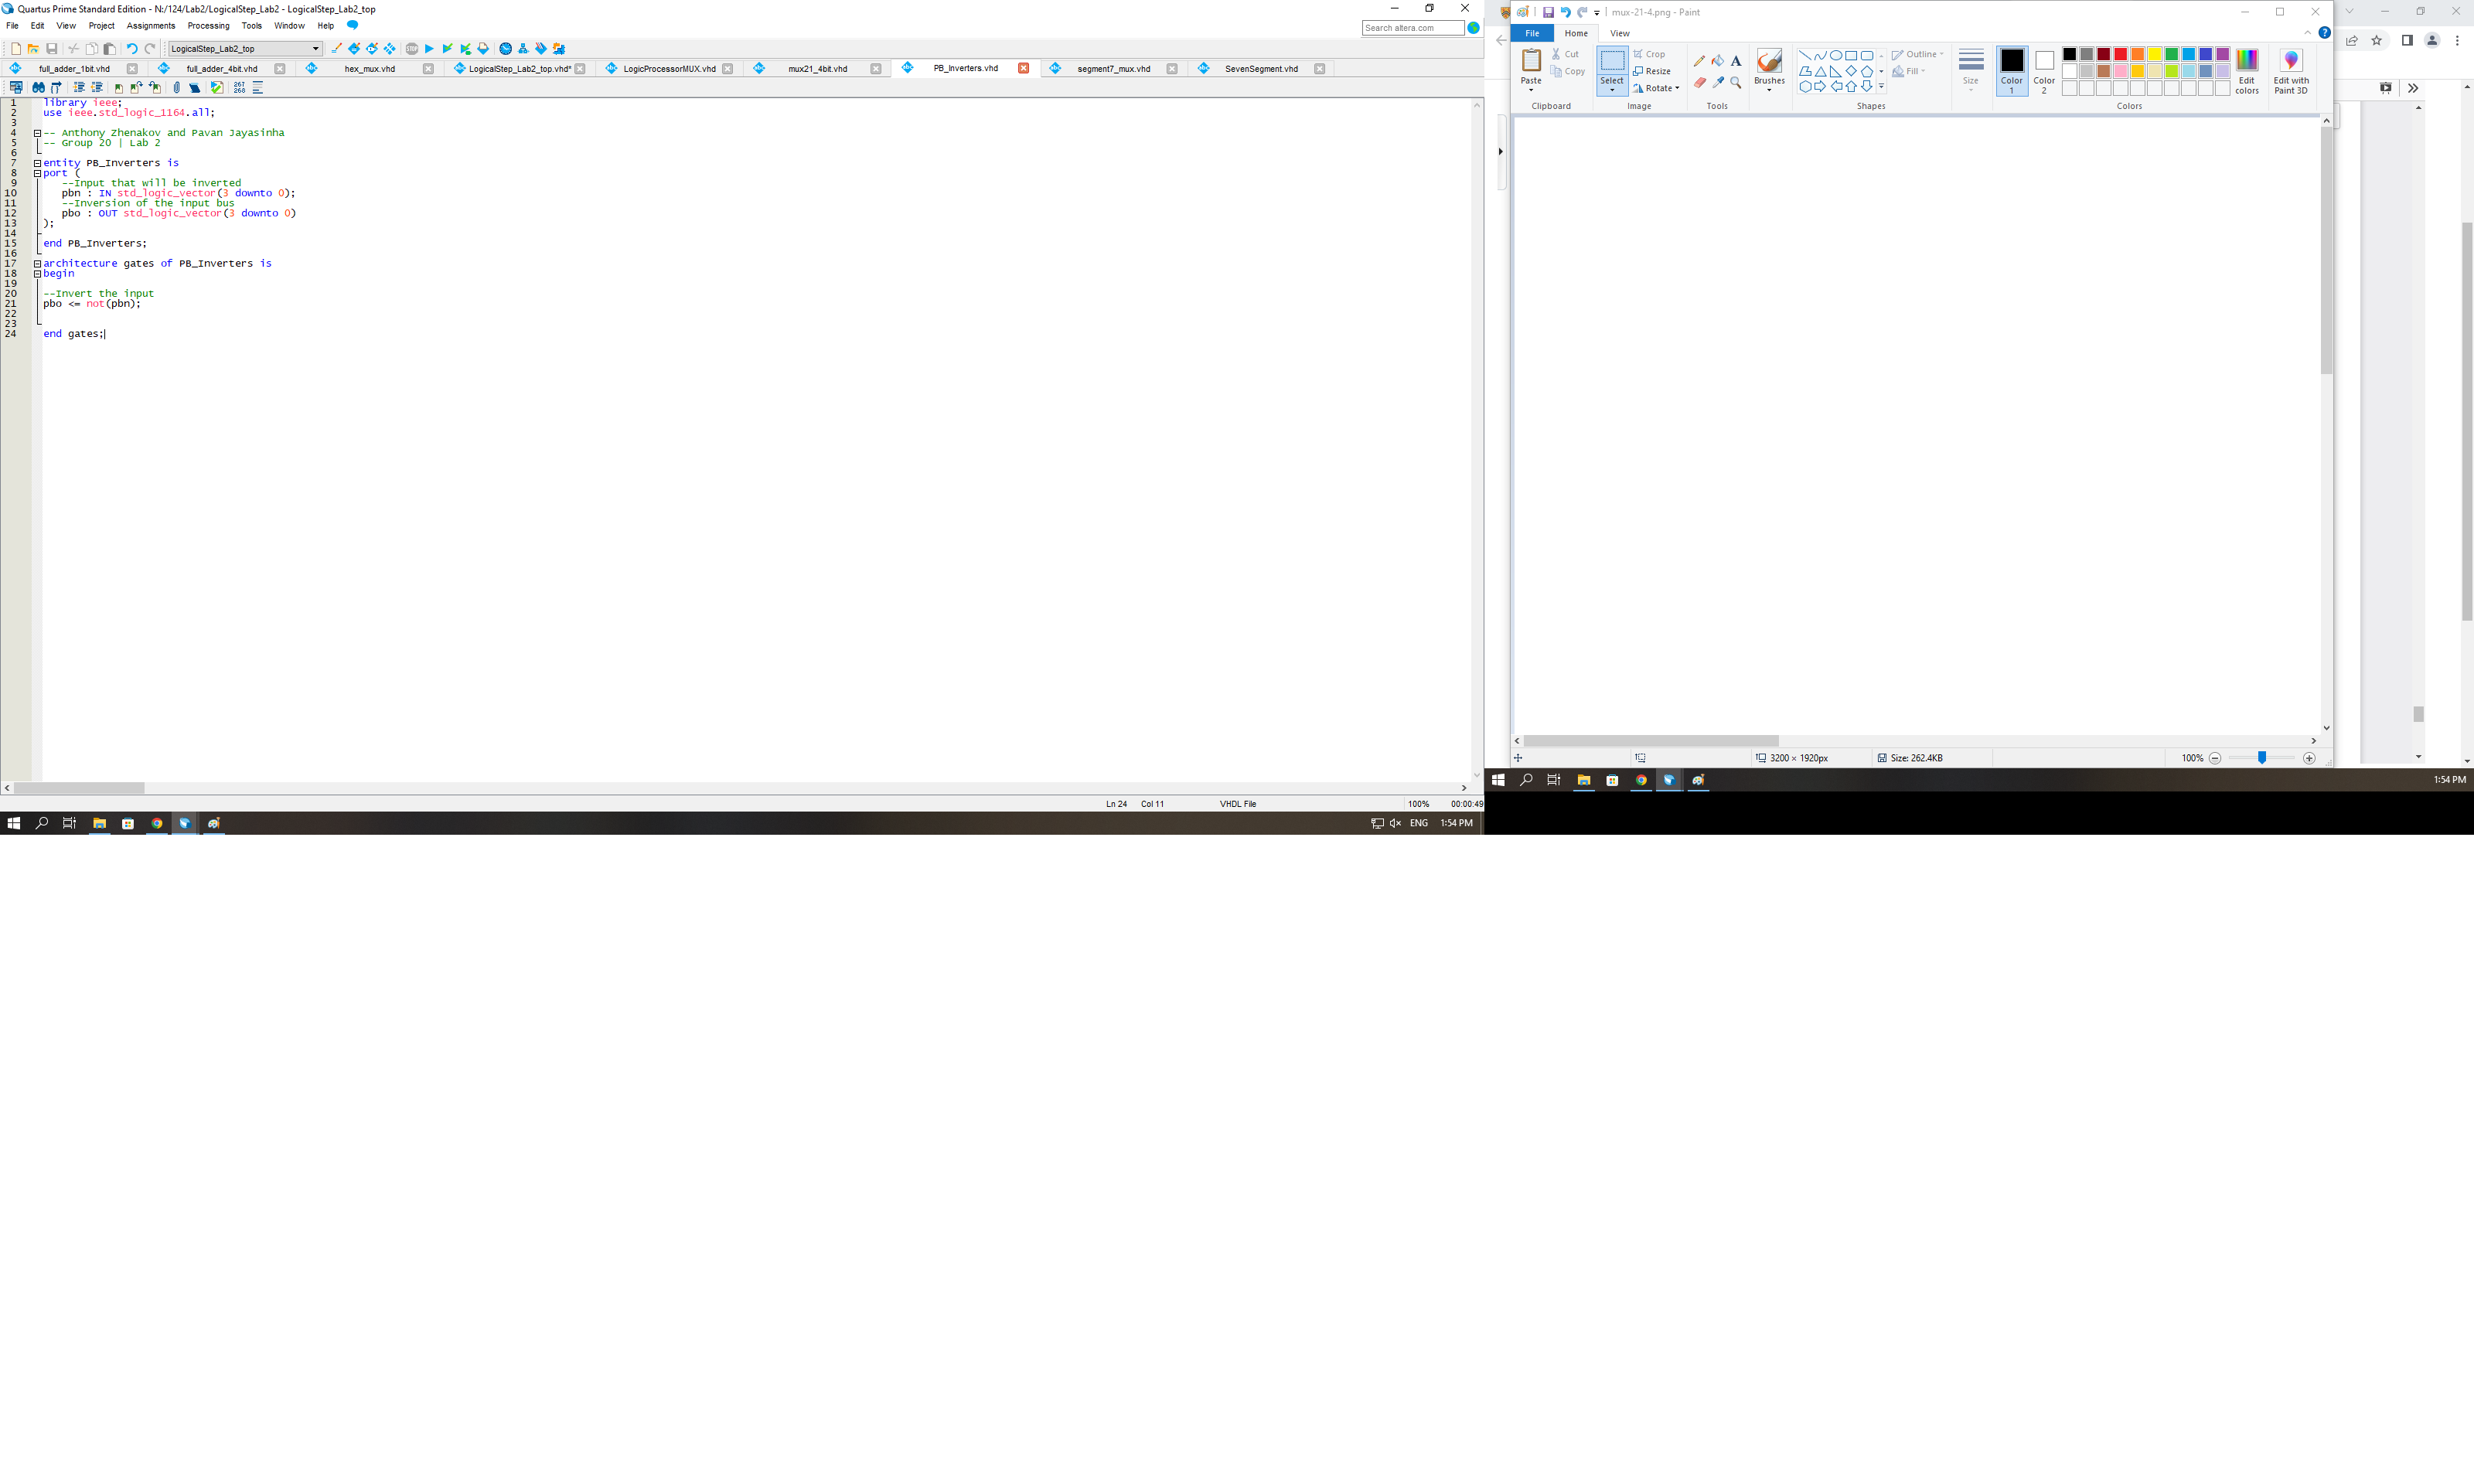 Quartus Prime Standard Edition - N:/124/Lab2/LogicalStep_Lab2 - LogicalStep_Lab2_top
File Edit View Project Assignments Processing Tools Window Help
Search altera.com
LogicalStep_Lab2_top
full_adder_1bit.vhd full_adder_4bit.vhd hex_mux.vhd LogicalStep_Lab2_top.vhd* LogicProcessorMUX.vhd mux21_4bit.vhd PB_Inverters.vhd segment7_mux.vhd SevenSegment.vhd
267
268
1 library ieee;
2 use ieee.std_logic_1164.all;
3
4 -- Anthony Zhenakov and Pavan Jayasinha
5 -- Group 20 | Lab 2
6
7 entity PB_Inverters is
8 port (
9 --Input that will be inverted
10 pbn : IN std_logic_vector(3 downto 0);
11 --Inversion of the input bus
12 pbo : OUT std_logic_vector(3 downto 0)
13 );
14
15 end PB_Inverters;
16
17 architecture gates of PB_Inverters is
18 begin
19
20 --Invert the input
21 pbo <= not(pbn);
22
23
24 end gates;
Ln 24 Col 11 VHDL File 100% 00:00:49
ENG 1:54 PM
mux-21-4.png - Paint
File Home View
Paste Cut Copy
Clipboard
Select Crop Resize Rotate
Image
A
Tools
Brushes
Shapes
Outline
Fill
Size
Color 1
Color 2
Edit colors
Edit with Paint 3D
Colors
3200 × 1920px Size: 262.4KB 100%
1:54 PM